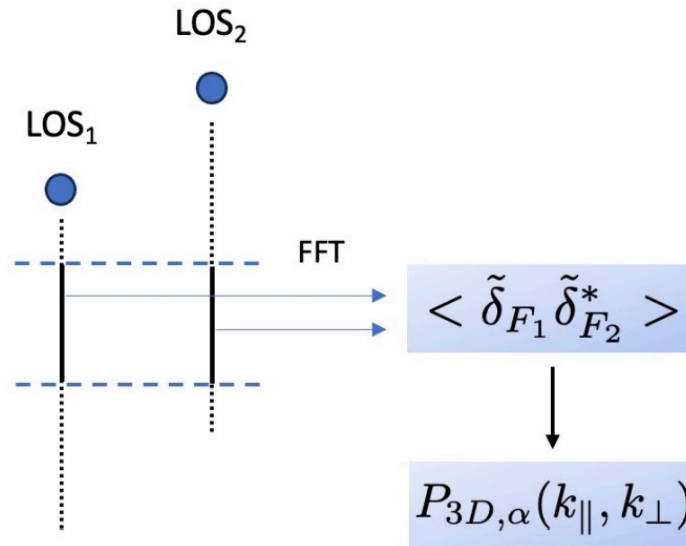 LOS₂
LOS₁
FFT
< δ̃_{F₁} δ̃*_{F₂} >
P_{3D,α}(k_∥, k_⊥)